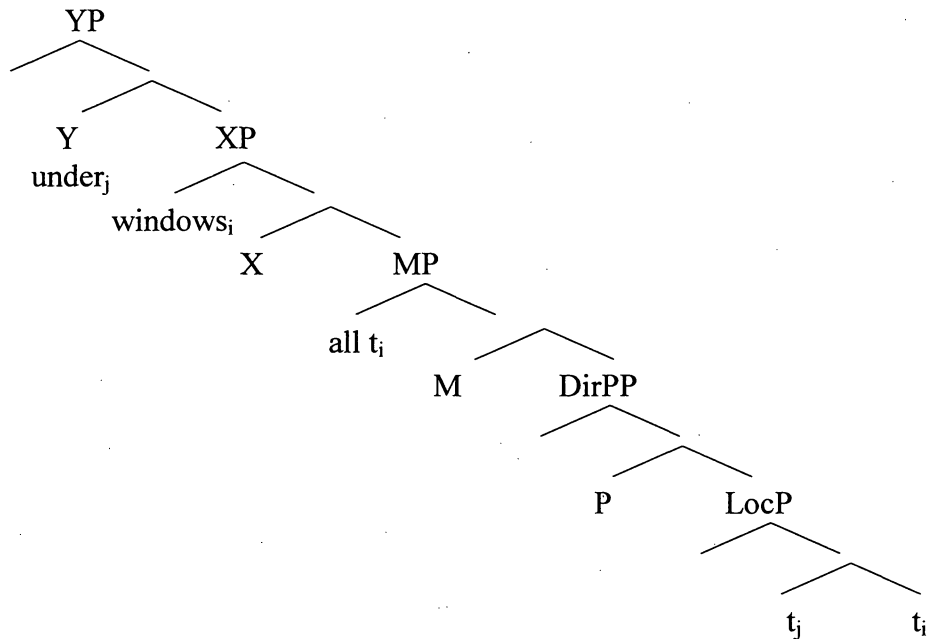 YP
Y XP
underⱼ
windowsᵢ
X MP
all tᵢ
M DirPP
P LocP
tⱼ tᵢ